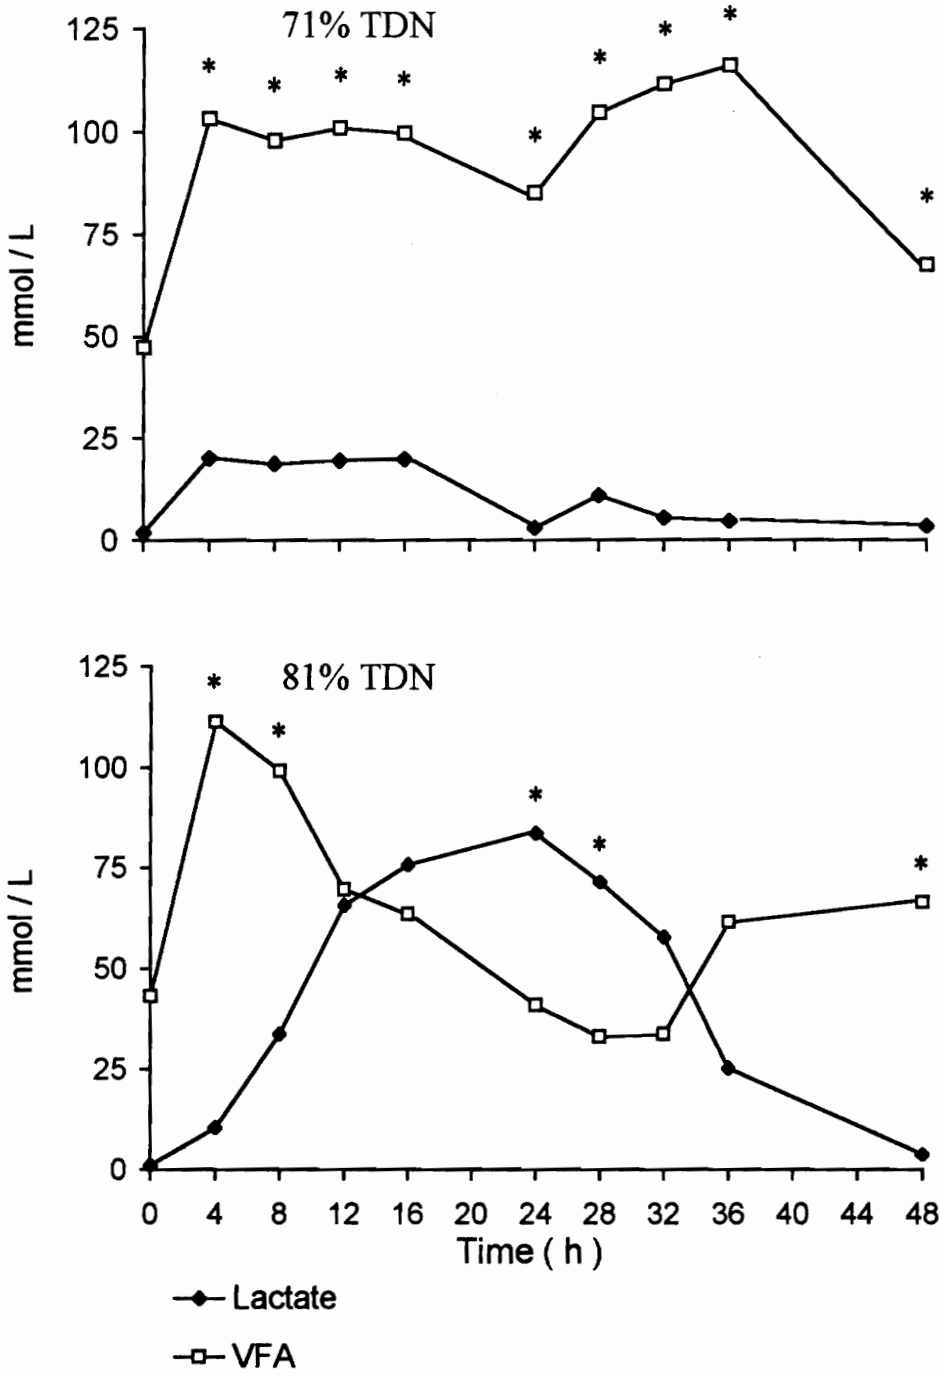 71% TDN
* * * * * * * * *
125
100
75
50
25
0
mmol / L
81% TDN
* * * * *
125
100
75
50
25
0
mmol / L
0 4 8 12 16 20 24 28 32 36 40 44 48
Time ( h )
Lactate
VFA